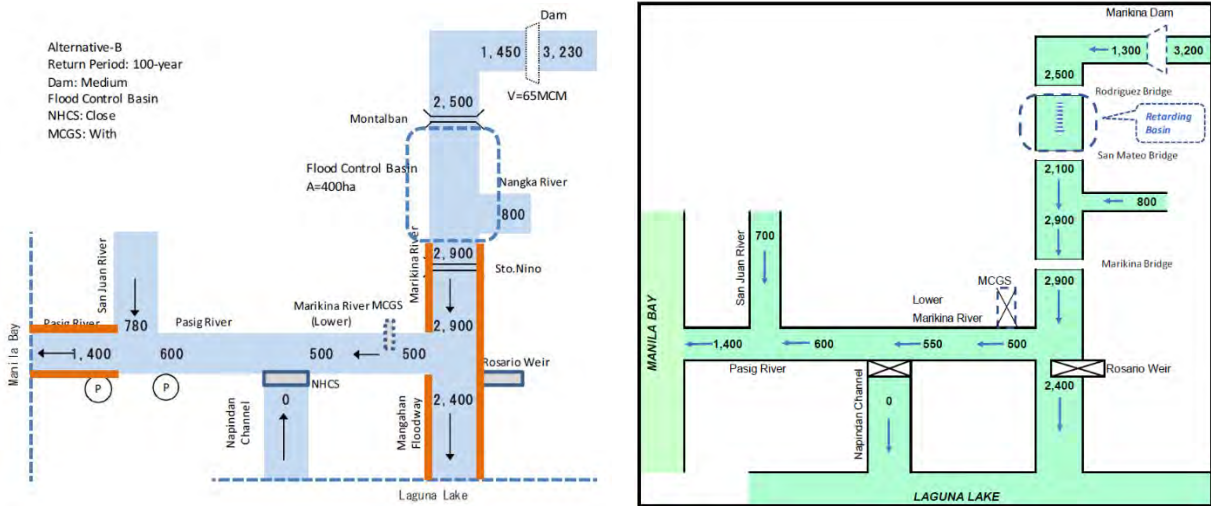 Alternative-B
Return Period: 100-year
Dam: Medium
Flood Control Basin
NHCS: Close
MCGS: With
Dam
1,450
3,230
V=65MCM
2,500
Montalban
Flood Control Basin
A=400ha
Nangka River
800
Marikina River
2,900
Sto.Nino
San Juan River
Marikina River
(Lower)
MCGS
2,900
Pasig River
780
Pasig River
Manila Bay
1,400
600
500
500
Rosario Weir
P
P
NHCS
0
Napindan
Channel
Mangahan
Floodway
2,400
Laguna Lake
Marikina Dam
1,300
3,200
2,500
Rodriguez Bridge
Retarding
Basin
San Mateo Bridge
2,100
800
2,900
Marikina Bridge
San Juan River
700
MCGS
2,900
Lower
Marikina River
MANILA BAY
1,400
600
550
500
Pasig River
Rosario Weir
2,400
Napindan Channel
0
LAGUNA LAKE